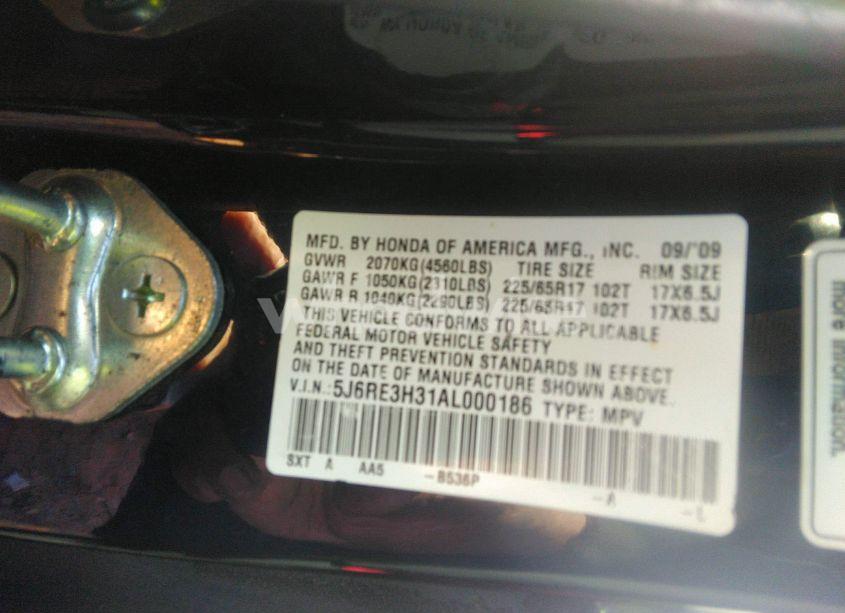 MFD. BY HONDA OF AMERICA MFG., INC. 09/'09
GVWR 2070KG(4560LBS) TIRE SIZE RIM SIZE
GAWR F 1050KG(2310LBS) 225/65R17 102T 17X6.5J
GAWR R 1040KG(2290LBS) 225/65R17 102T 17X6.5J
THIS VEHICLE CONFORMS TO ALL APPLICABLE
FEDERAL MOTOR VEHICLE SAFETY
AND THEFT PREVENTION STANDARDS IN EFFECT
ON THE DATE OF MANUFACTURE SHOWN ABOVE.
V.I.N.: 5J6RE3H31AL000186 TYPE: MPV
SXT A AA5 -B536P -A -L
more information.